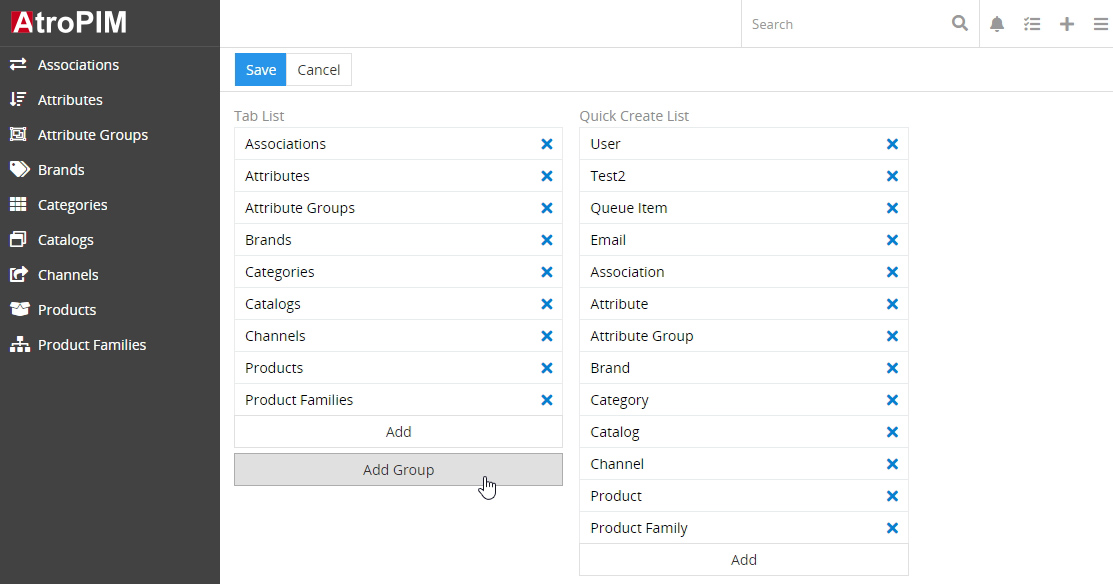 AtroPIM
Search
Associations
Attributes
Attribute Groups
Brands
Categories
Catalogs
Channels
Products
Product Families
Save
Cancel
Tab List
Associations
Attributes
Attribute Groups
Brands
Categories
Catalogs
Channels
Products
Product Families
Add
Add Group
Quick Create List
User
Test2
Queue Item
Email
Association
Attribute
Attribute Group
Brand
Category
Catalog
Channel
Product
Product Family
Add